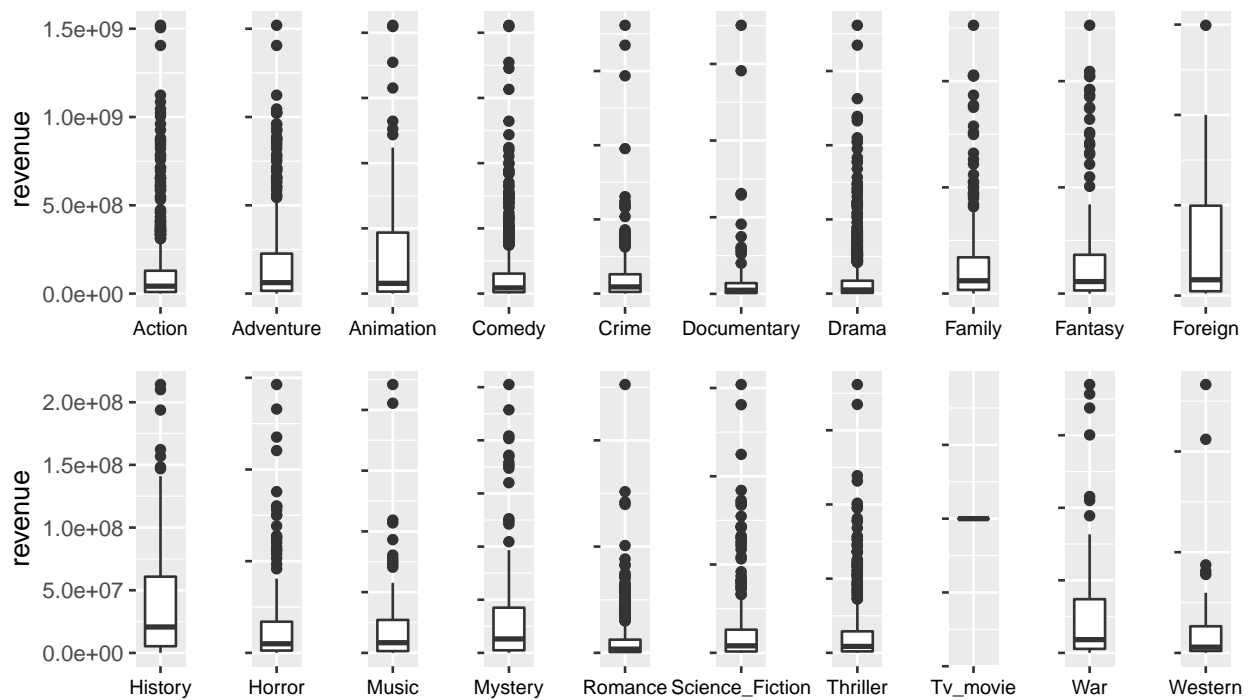 revenue
1.5e+09
1.0e+09
5.0e+08
0.0e+00
Action Adventure Animation Comedy Crime Documentary Drama Family Fantasy Foreign
revenue
2.0e+08
1.5e+08
1.0e+08
5.0e+07
0.0e+00
History Horror Music Mystery Romance Science_Fiction Thriller Tv_movie War Western